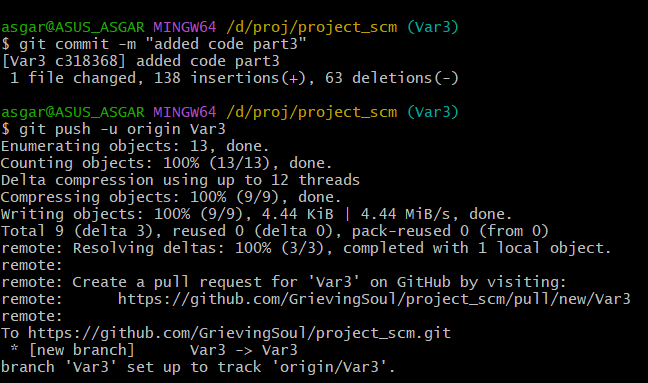 asgar@ASUS_ASGAR MINGW64 /d/proj/project_scm (Var3)
$ git commit -m "added code part3"
[Var3 c318368] added code part3
 1 file changed, 138 insertions(+), 63 deletions(-)

asgar@ASUS_ASGAR MINGW64 /d/proj/project_scm (Var3)
$ git push -u origin Var3
Enumerating objects: 13, done.
Counting objects: 100% (13/13), done.
Delta compression using up to 12 threads
Compressing objects: 100% (9/9), done.
Writing objects: 100% (9/9), 4.44 KiB | 4.44 MiB/s, done.
Total 9 (delta 3), reused 0 (delta 0), pack-reused 0 (from 0)
remote: Resolving deltas: 100% (3/3), completed with 1 local object.
remote:
remote: Create a pull request for 'Var3' on GitHub by visiting:
remote:      https://github.com/GrievingSoul/project_scm/pull/new/Var3
remote:
To https://github.com/GrievingSoul/project_scm.git
 * [new branch]      Var3 -> Var3
branch 'Var3' set up to track 'origin/Var3'.